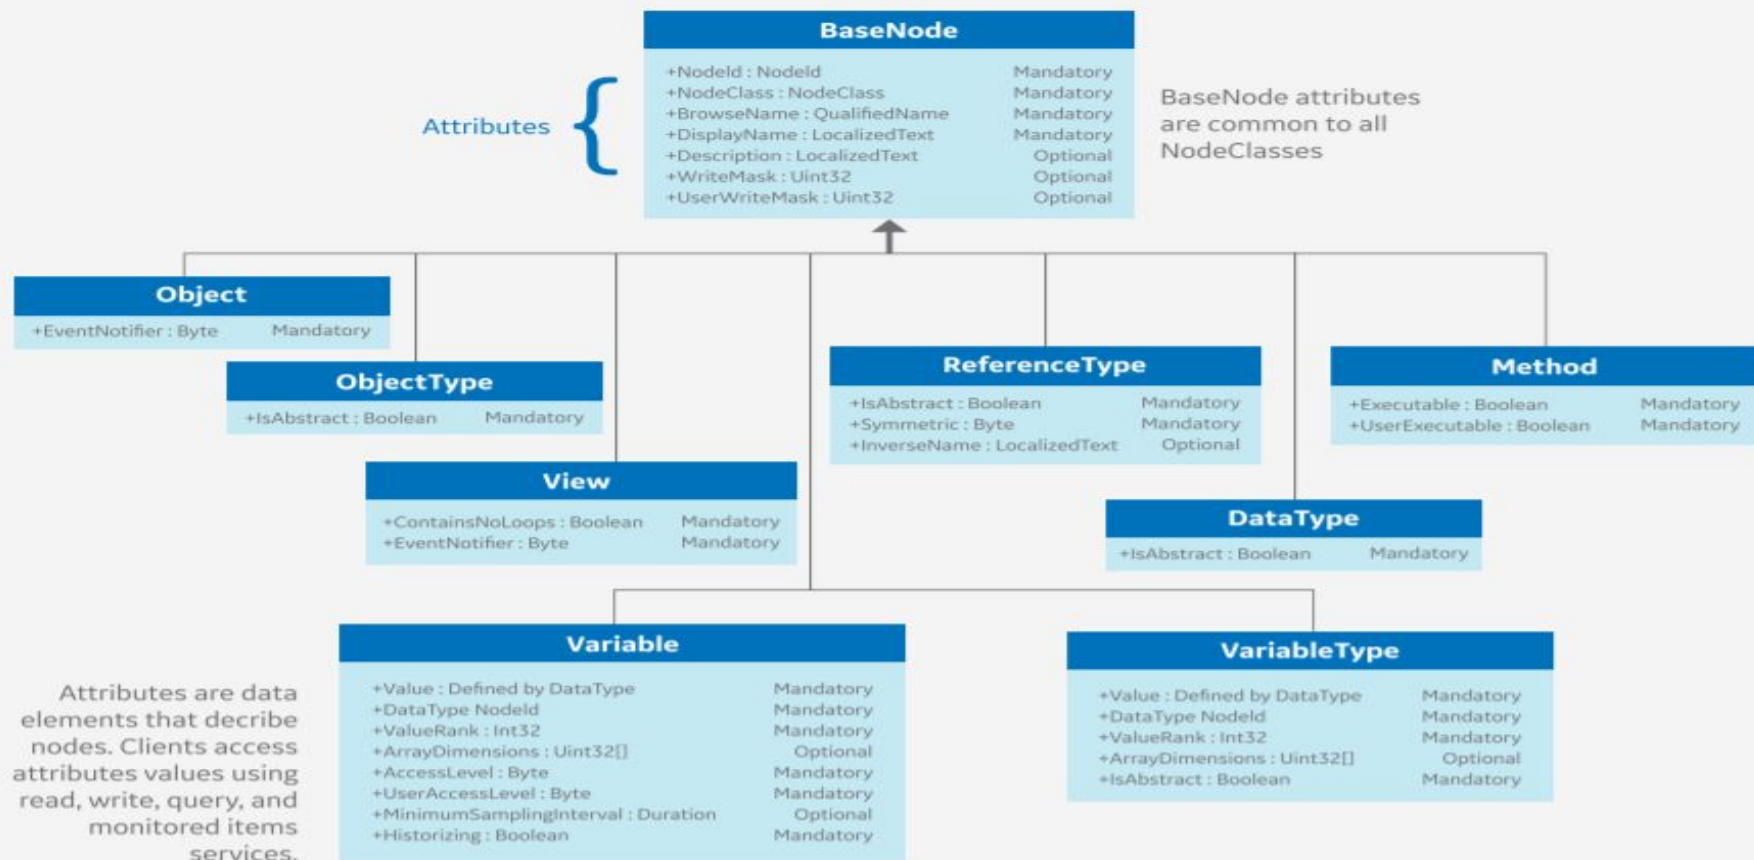 BaseNode
+NodeId : NodeId Mandatory
+NodeClass : NodeClass Mandatory
+BrowseName : QualifiedName Mandatory
+DisplayName : LocalizedText Mandatory
+Description : LocalizedText Optional
+WriteMask : Uint32 Optional
+UserWriteMask : Uint32 Optional
Attributes
BaseNode attributes
are common to all
NodeClasses
Object
+EventNotifier : Byte Mandatory
ObjectType
+IsAbstract : Boolean Mandatory
View
+ContainsNoLoops : Boolean Mandatory
+EventNotifier : Byte Mandatory
ReferenceType
+IsAbstract : Boolean Mandatory
+Symmetric : Byte Mandatory
+InverseName : LocalizedText Optional
Method
+Executable : Boolean Mandatory
+UserExecutable : Boolean Mandatory
DataType
+IsAbstract : Boolean Mandatory
Attributes are data
elements that decribe
nodes. Clients access
attributes values using
read, write, query, and
monitored items
services.
Variable
+Value : Defined by DataType Mandatory
+DataType NodeId Mandatory
+ValueRank : Int32 Mandatory
+ArrayDimensions : Uint32[] Optional
+AccessLevel : Byte Mandatory
+UserAccessLevel : Byte Mandatory
+MinimumSamplingInterval : Duration Optional
+Historizing : Boolean Mandatory
VariableType
+Value : Defined by DataType Mandatory
+DataType NodeId Mandatory
+ValueRank : Int32 Mandatory
+ArrayDimensions : Uint32[] Optional
+IsAbstract : Boolean Mandatory